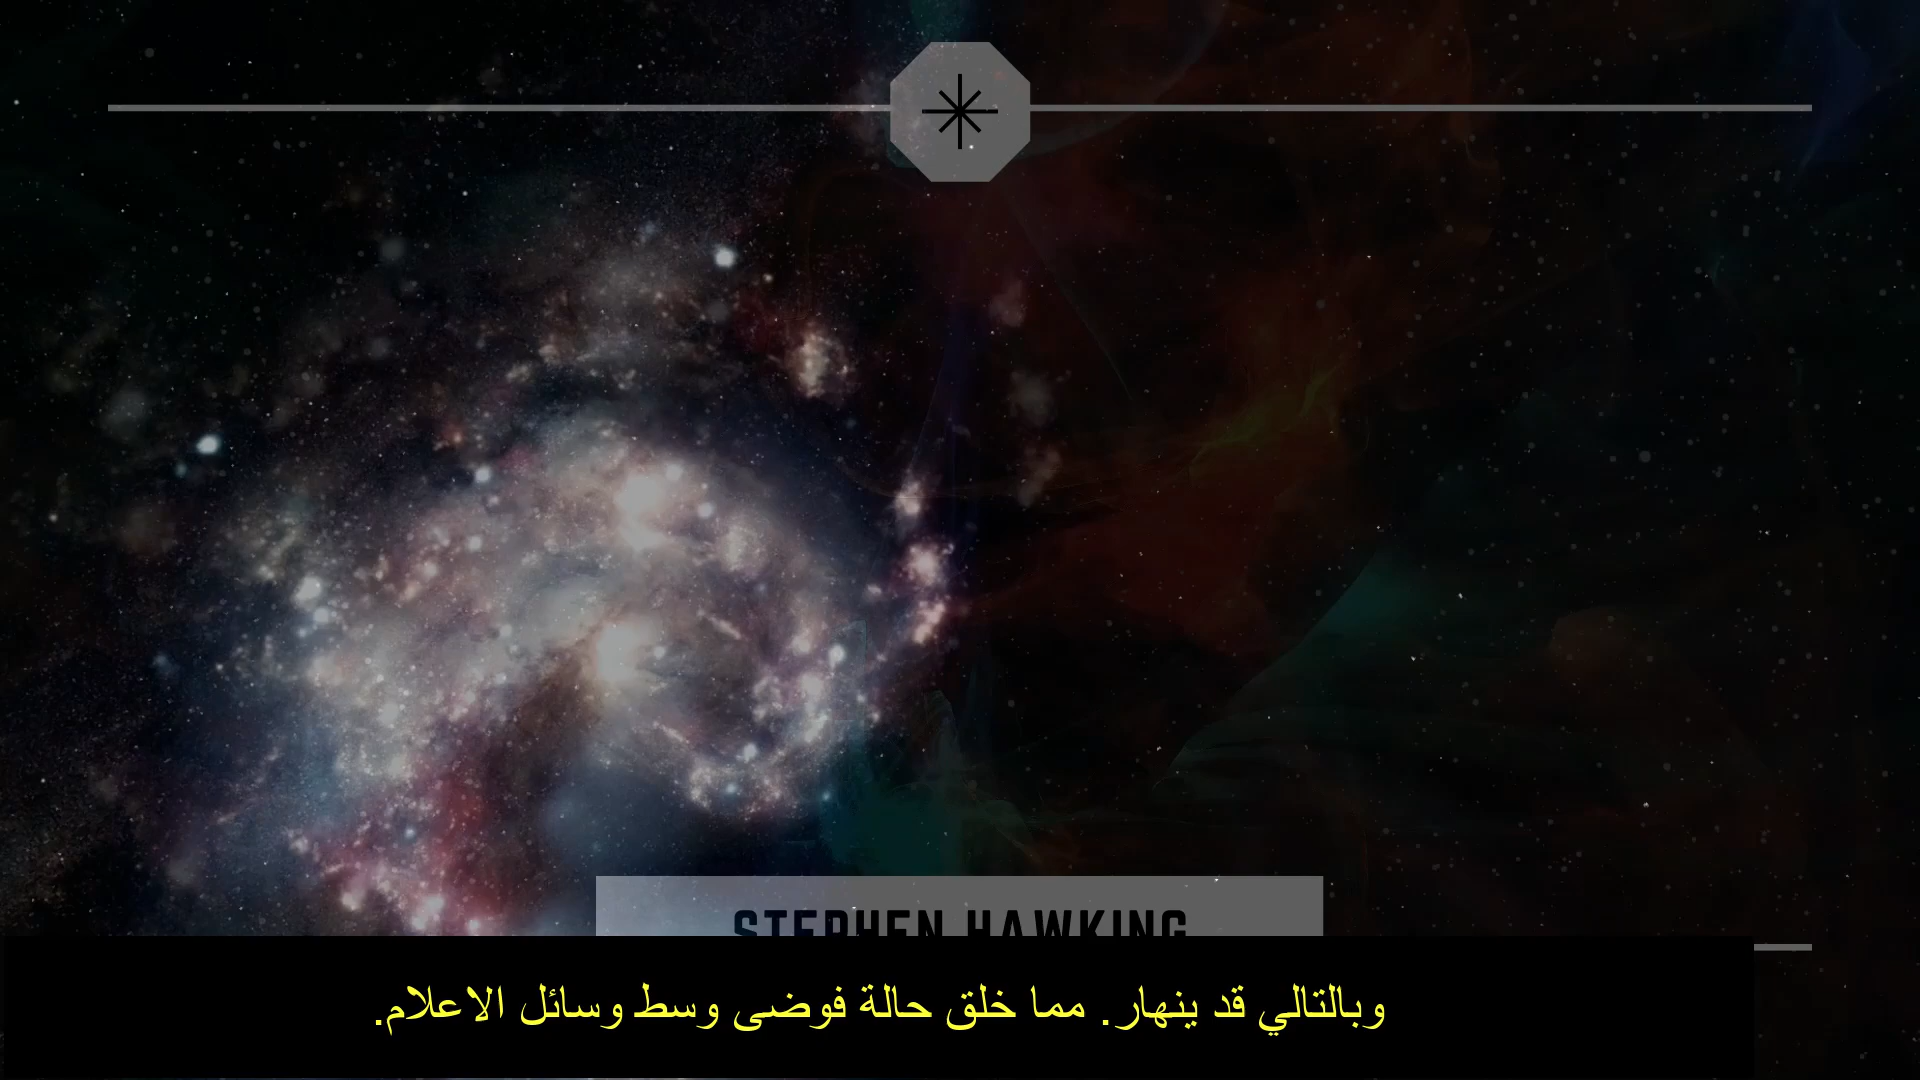 STEPHEN HAWKING
وبالتالي قد ينهار. مما خلق حالة فوضى وسط وسائل الاعلام.